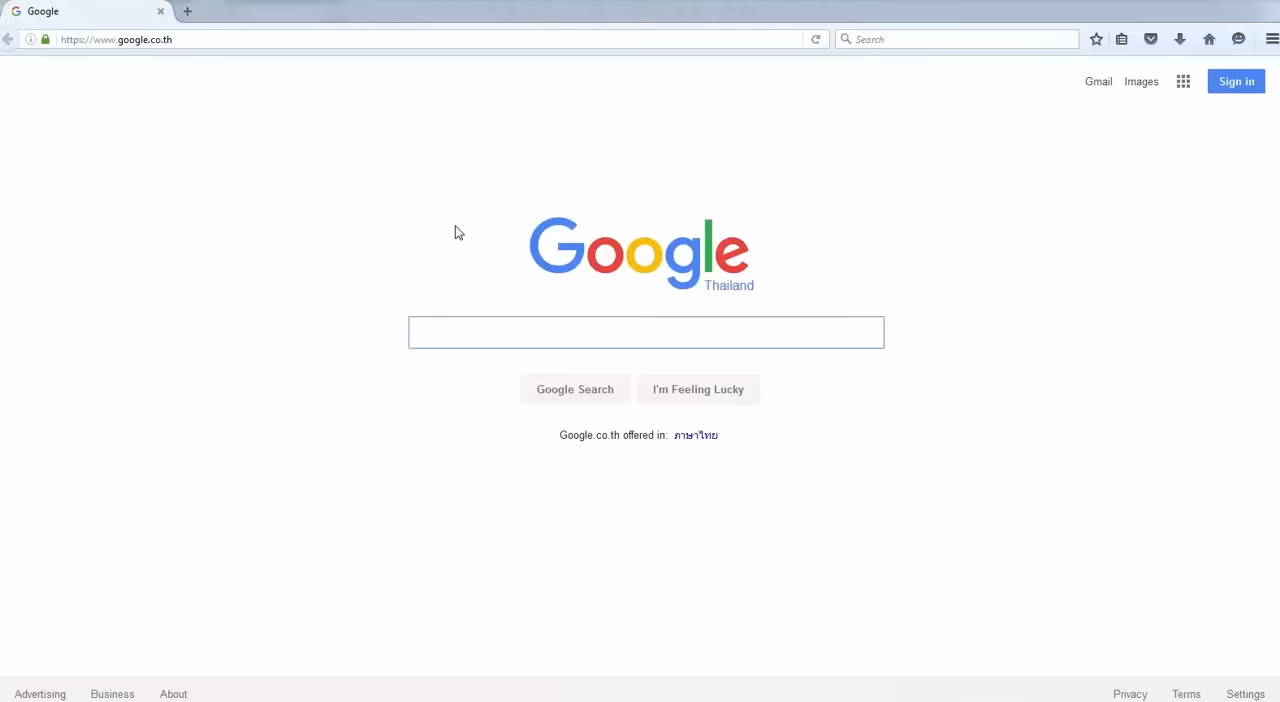 Google
https://www.google.co.th
Search
Gmail Images Sign in
Google
Thailand
Google Search I'm Feeling Lucky
Google.co.th offered in: ภาษาไทย
Advertising Business About Privacy Terms Settings